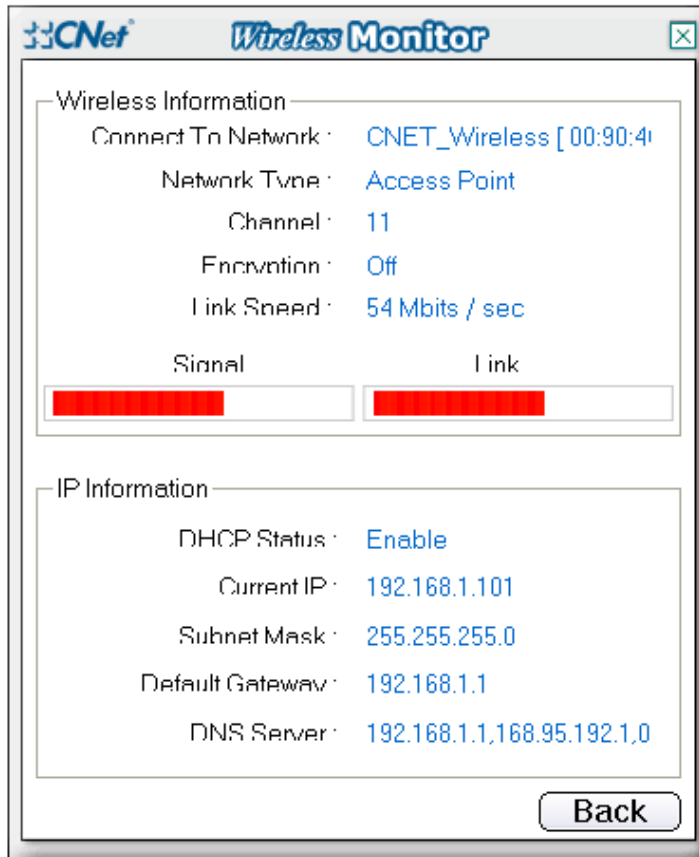 CNet Wireless Monitor
Wireless Information
Connect To Network : CNET_Wireless [ 00:90:4
Network Type : Access Point
Channel : 11
Encryption : Off
Link Speed : 54 Mbits / sec
Signal Link
IP Information
DHCP Status : Enable
Current IP : 192.168.1.101
Subnet Mask : 255.255.255.0
Default Gateway : 192.168.1.1
DNS Server : 192.168.1.1,168.95.192.1,0
Back